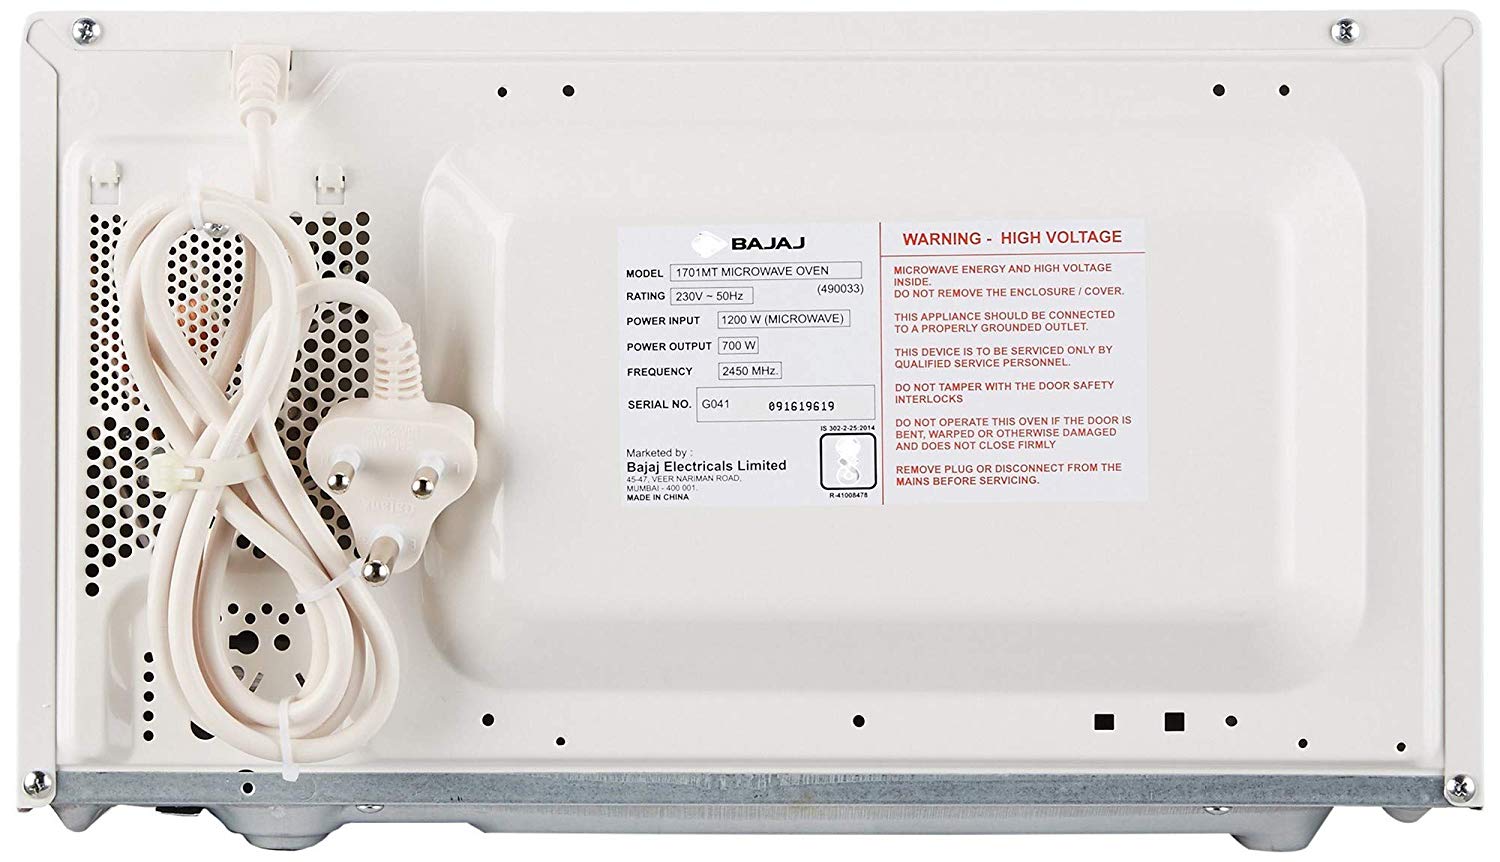 BAJAJ
MODEL 1701MT MICROWAVE OVEN
(490033)
RATING 230V ~ 50Hz
POWER INPUT 1200 W (MICROWAVE)
POWER OUTPUT 700 W
FREQUENCY 2450 MHz.
SERIAL NO. G041 091619619
IS 302-2-25:2014
R-41008478
Marketed by :
Bajaj Electricals Limited
45-47, VEER NARIMAN ROAD,
MUMBAI - 400 001.
MADE IN CHINA
WARNING - HIGH VOLTAGE
MICROWAVE ENERGY AND HIGH VOLTAGE
INSIDE.
DO NOT REMOVE THE ENCLOSURE / COVER.
THIS APPLIANCE SHOULD BE CONNECTED
TO A PROPERLY GROUNDED OUTLET.
THIS DEVICE IS TO BE SERVICED ONLY BY
QUALIFIED SERVICE PERSONNEL.
DO NOT TAMPER WITH THE DOOR SAFETY
INTERLOCKS
DO NOT OPERATE THIS OVEN IF THE DOOR IS
BENT, WARPED OR OTHERWISE DAMAGED
AND DOES NOT CLOSE FIRMLY
REMOVE PLUG OR DISCONNECT FROM THE
MAINS BEFORE SERVICING.